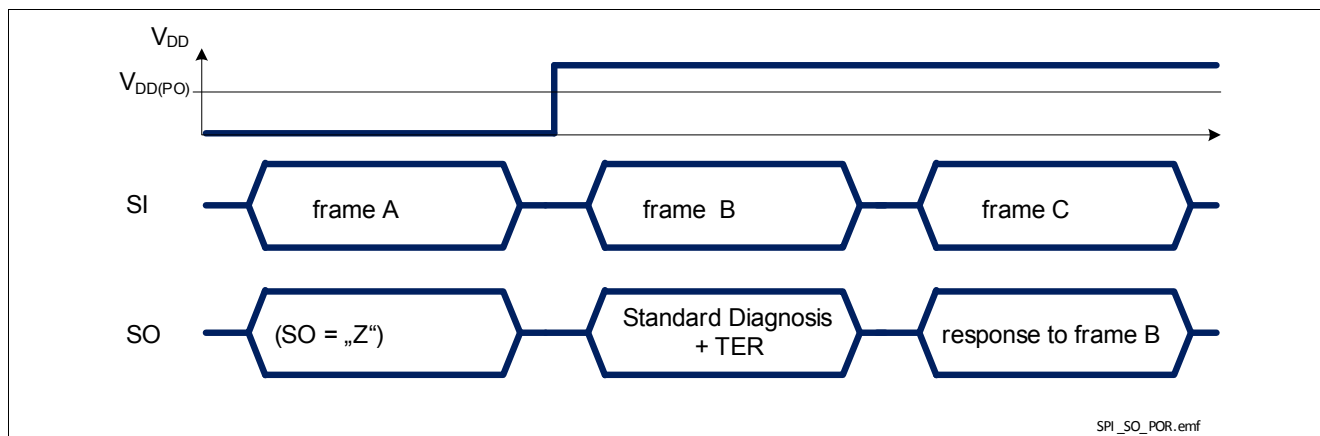 VDD
VDD(PO)
SI
frame A
frame B
frame C
SO
(SO = „Z“)
Standard Diagnosis
+ TER
response to frame B
SPI_SO_POR.emf